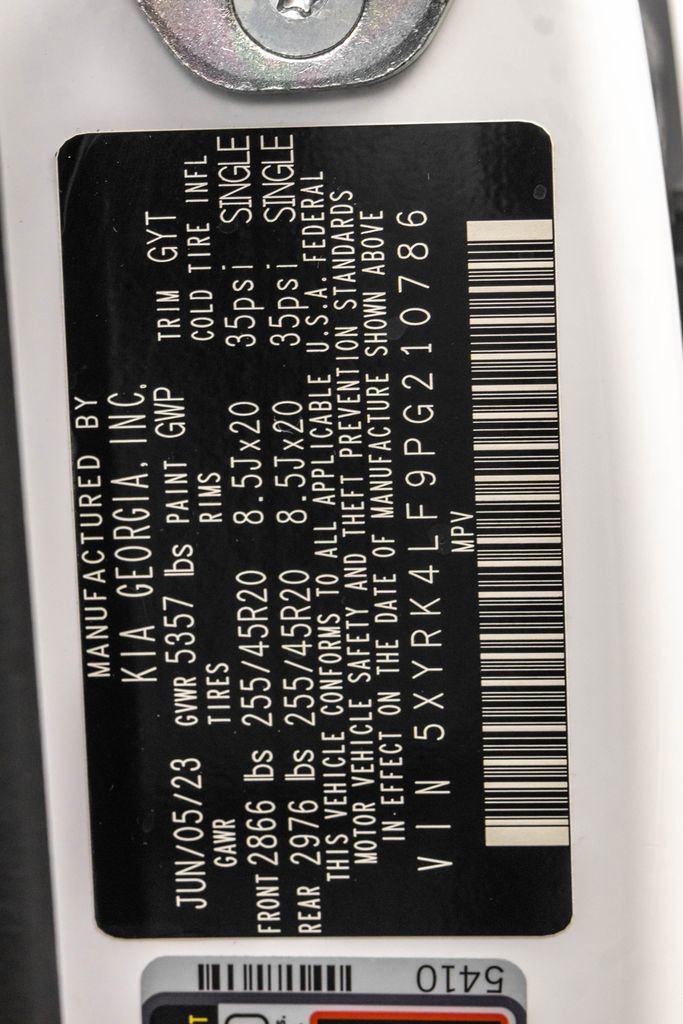 MANUFACTURED BY
KIA GEORGIA, INC.
JUN/05/23 GVWR 5357 lbs PAINT GWP TRIM GYT
GAWR TIRES RIMS COLD TIRE INFL
FRONT 2866 lbs 255/45R20 8.5Jx20 35psi SINGLE
REAR 2976 lbs 255/45R20 8.5Jx20 35psi SINGLE
THIS VEHICLE CONFORMS TO ALL APPLICABLE U.S.A. FEDERAL
MOTOR VEHICLE SAFETY AND THEFT PREVENTION STANDARDS
IN EFFECT ON THE DATE OF MANUFACTURE SHOWN ABOVE
VIN 5XYRK4LF9PG210786
MPV
5410